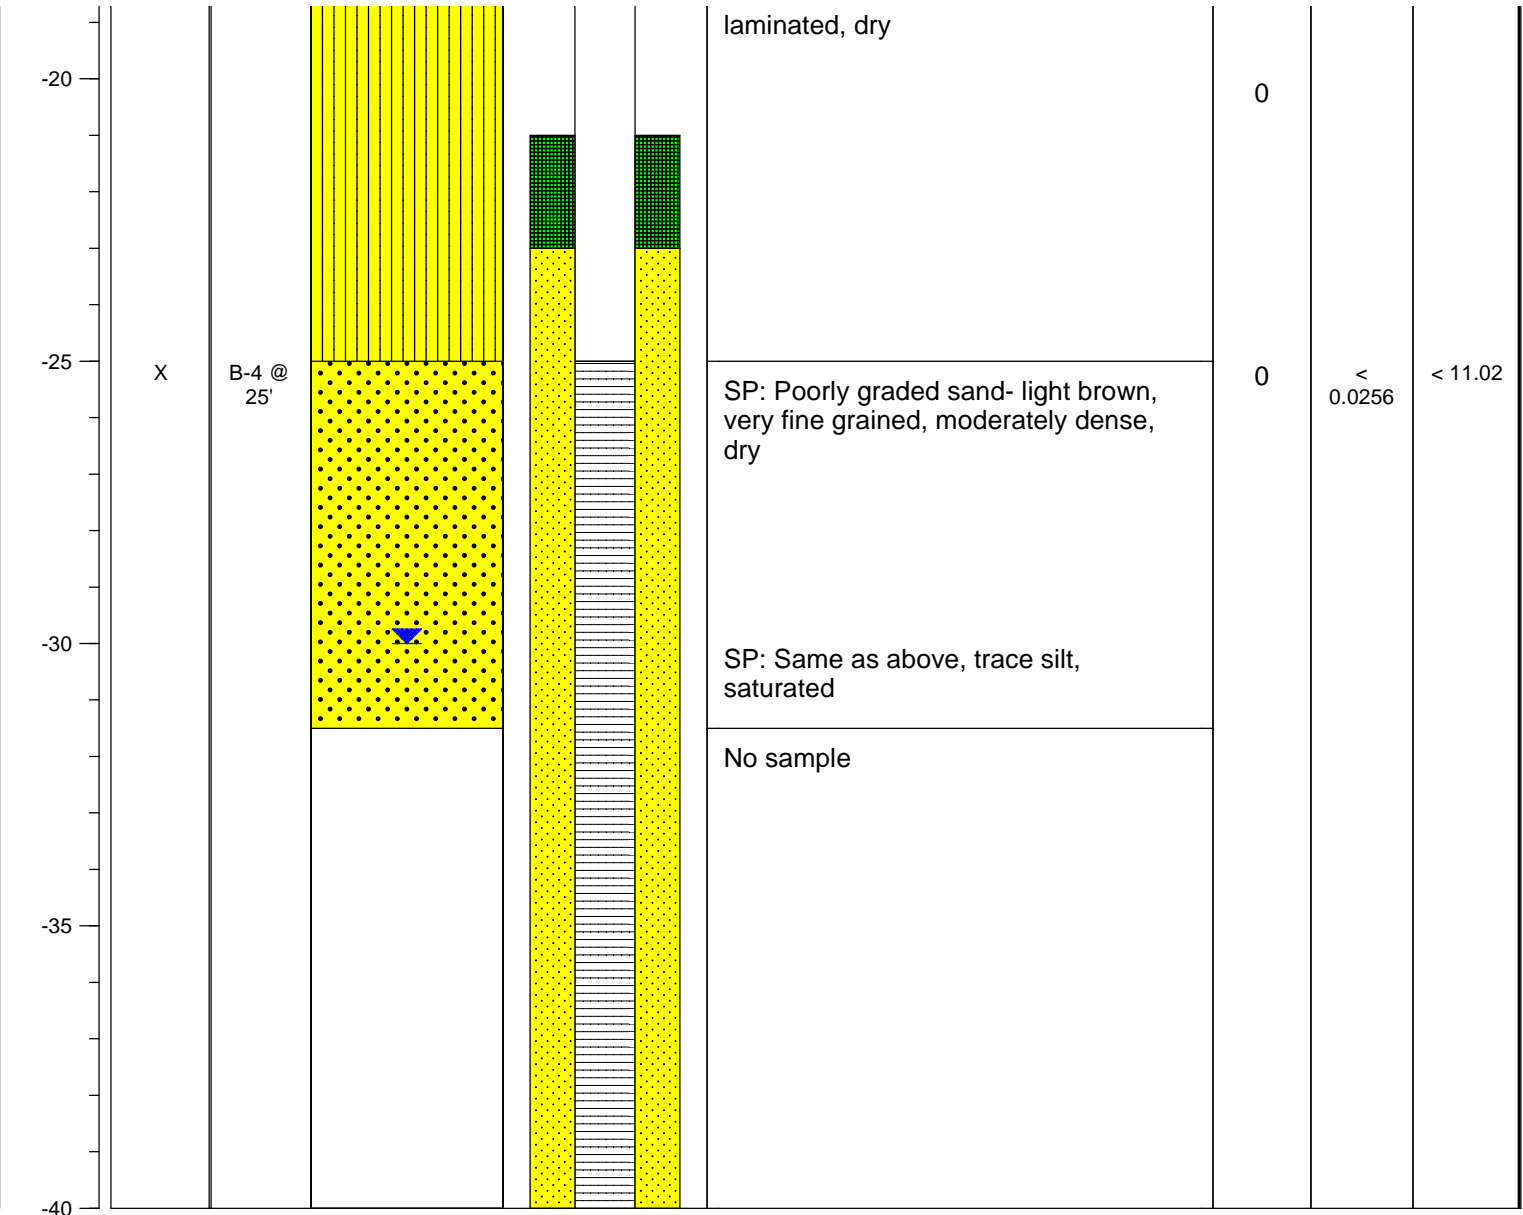 laminated, dry
-20
0
-25
X
B-4 @
25'
SP: Poorly graded sand- light brown,
very fine grained, moderately dense,
dry
0
<
0.0256
< 11.02
-30
SP: Same as above, trace silt,
saturated
No sample
-35
-40